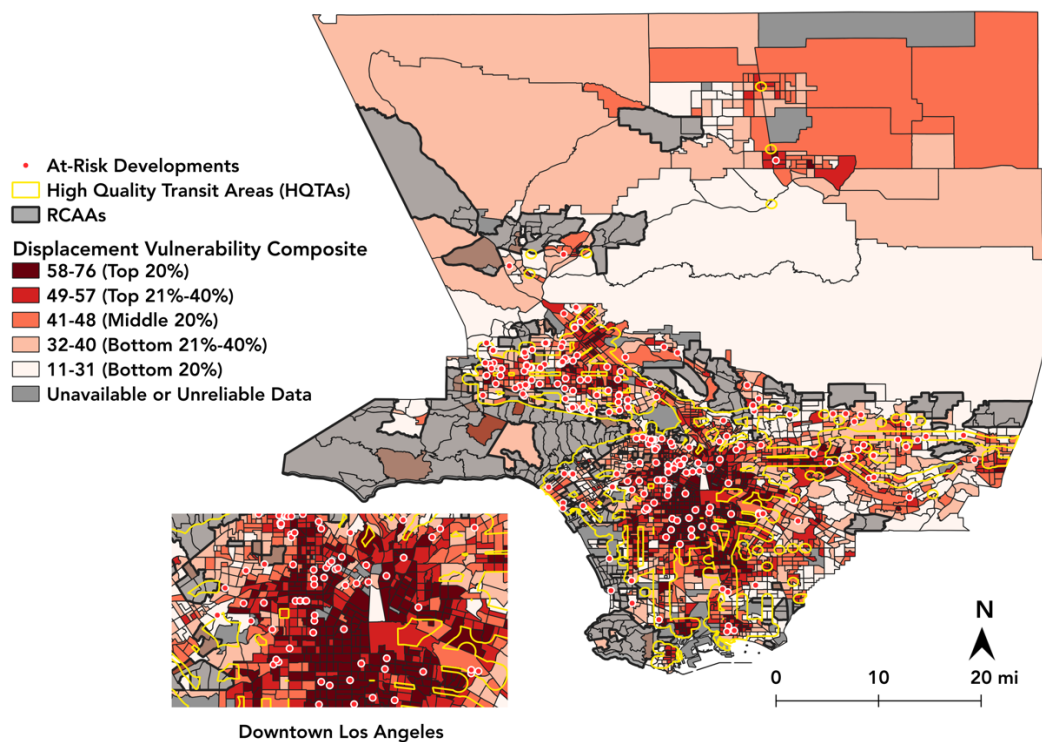 At-Risk Developments
High Quality Transit Areas (HQTAs)
RCAAs
Displacement Vulnerability Composite
58-76 (Top 20%)
49-57 (Top 21%-40%)
41-48 (Middle 20%)
32-40 (Bottom 21%-40%)
11-31 (Bottom 20%)
Unavailable or Unreliable Data
N
0 10 20 mi
Downtown Los Angeles